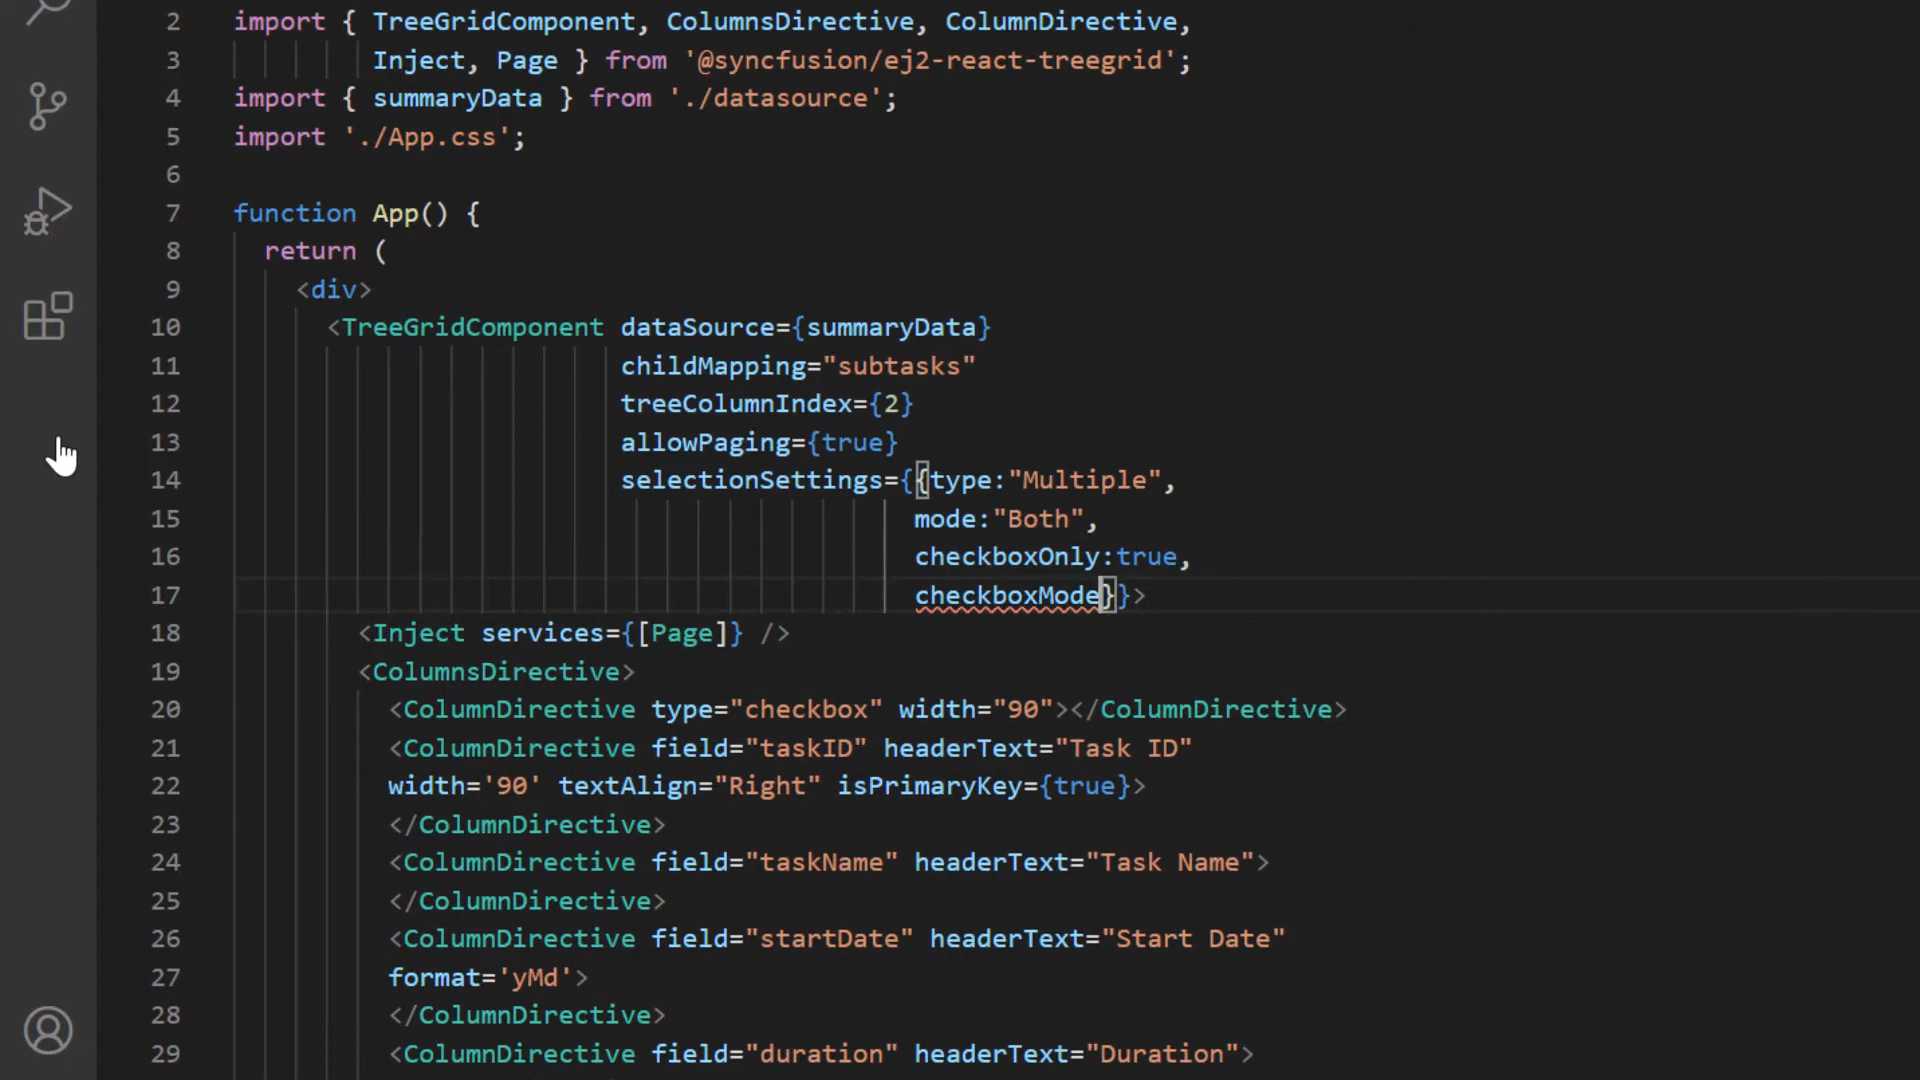 2 import { TreeGridComponent, ColumnsDirective, ColumnDirective,
3 Inject, Page } from '@syncfusion/ej2-react-treegrid';
4 import { summaryData } from './datasource';
5 import './App.css';
6
7 function App() {
8 return (
9 <div>
10 <TreeGridComponent dataSource={summaryData}
11 childMapping="subtasks"
12 treeColumnIndex={2}
13 allowPaging={true}
14 selectionSettings={{type:"Multiple",
15 mode:"Both",
16 checkboxOnly:true,
17 checkboxMode}}>
18 <Inject services={[Page]} />
19 <ColumnsDirective>
20 <ColumnDirective type="checkbox" width="90"></ColumnDirective>
21 <ColumnDirective field="taskID" headerText="Task ID"
22 width='90' textAlign="Right" isPrimaryKey={true}>
23 </ColumnDirective>
24 <ColumnDirective field="taskName" headerText="Task Name">
25 </ColumnDirective>
26 <ColumnDirective field="startDate" headerText="Start Date"
27 format='yMd'>
28 </ColumnDirective>
29 <ColumnDirective field="duration" headerText="Duration">